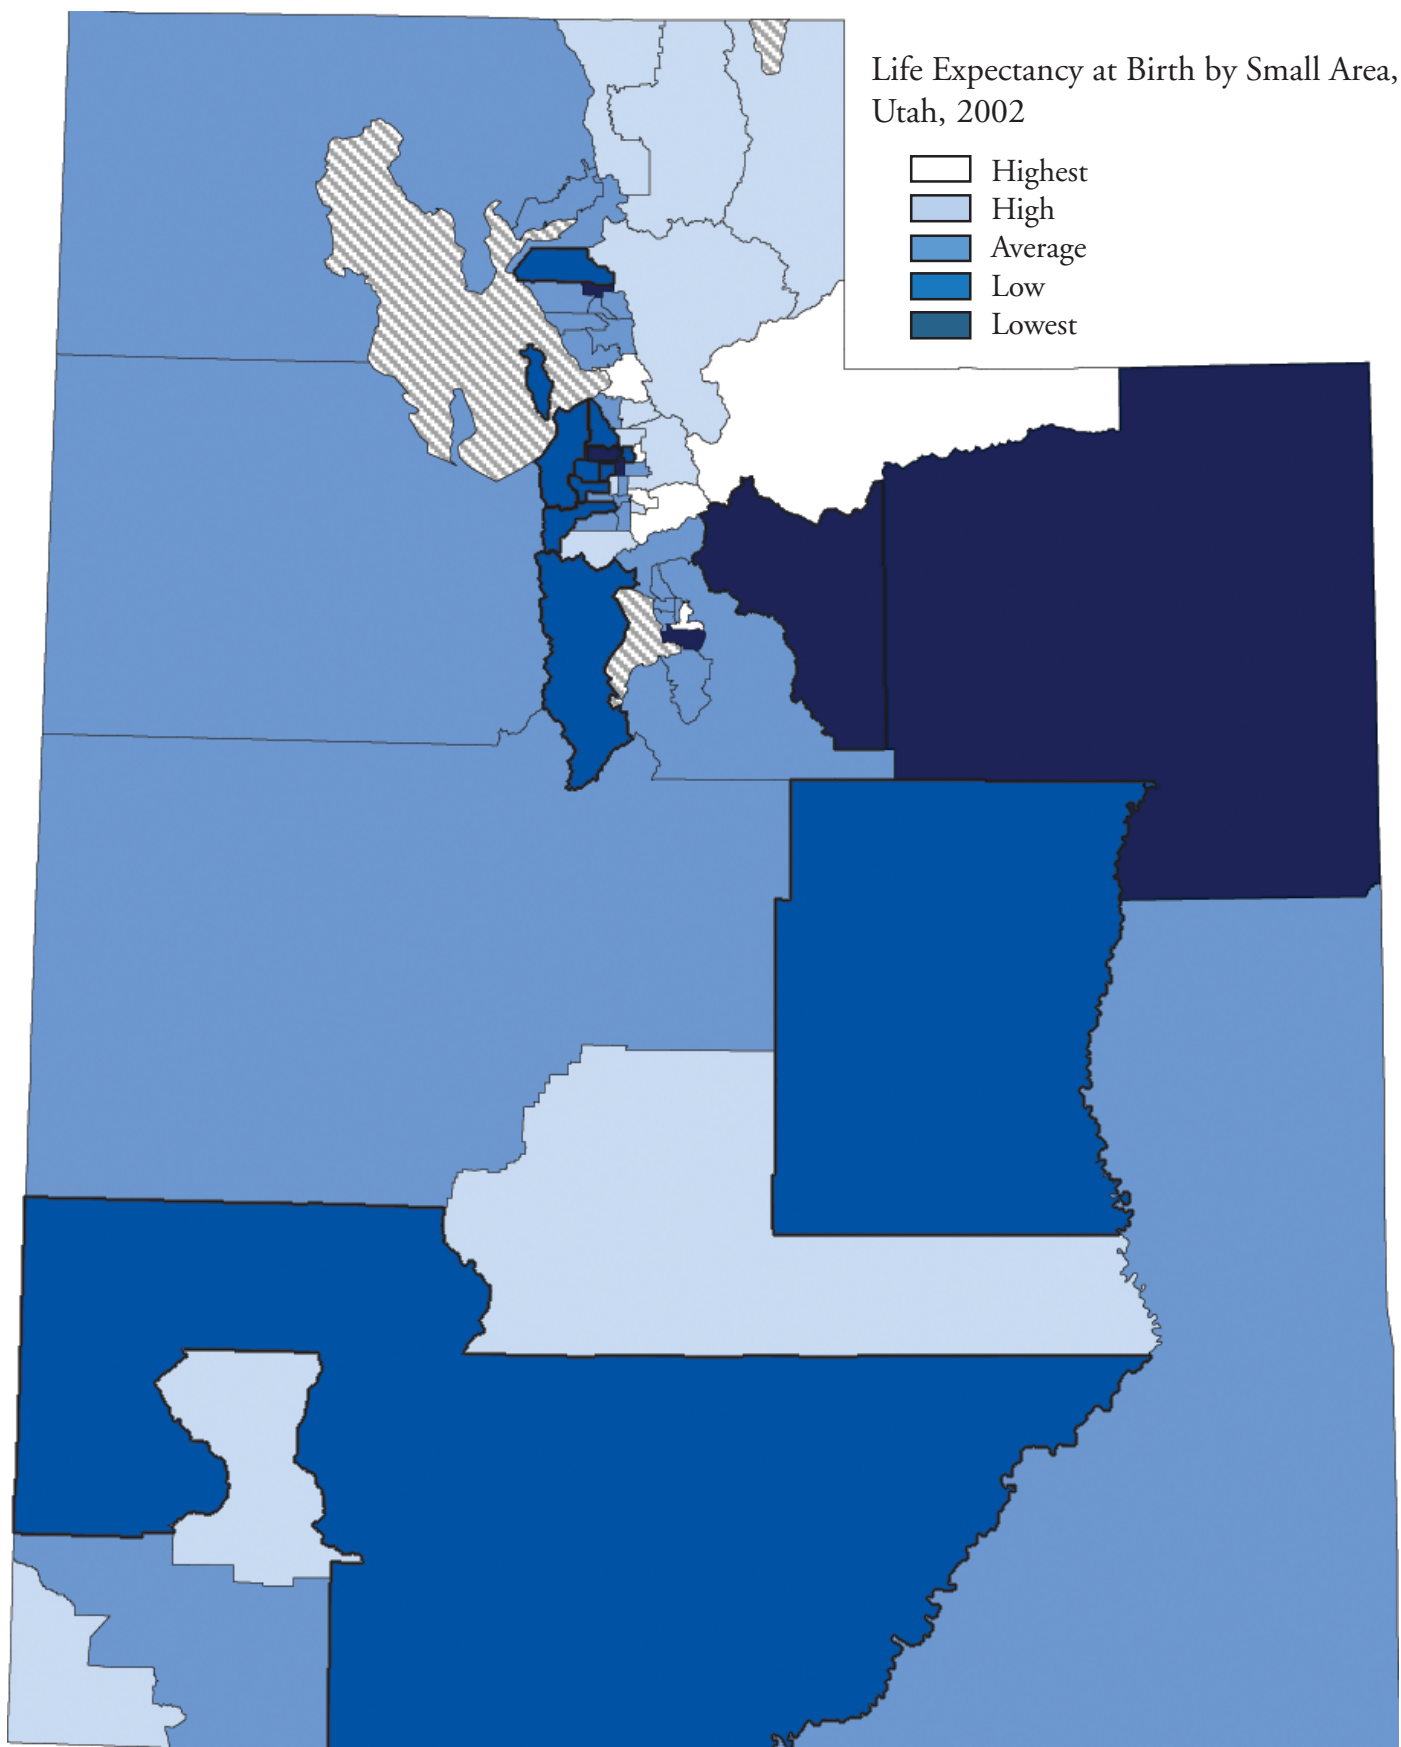 Life Expectancy at Birth by Small Area,
Utah, 2002
Highest
High
Average
Low
Lowest